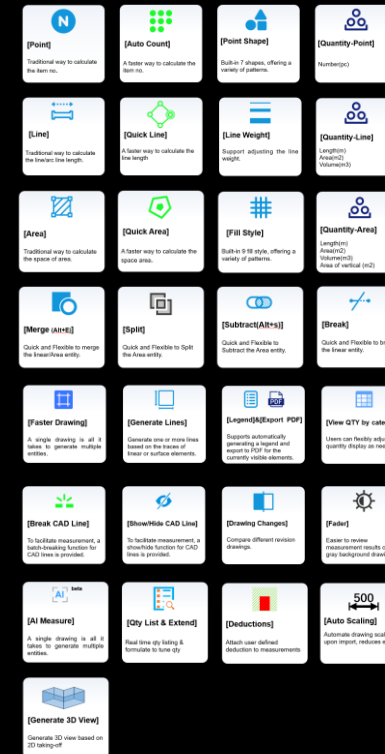 N
[Point]
Traditional way to calculate
the item no.
[Auto Count]
A faster way to calculate the
item no.
[Point Shape]
Built-in 7 shapes, offering a
variety of patterns.
[Quantity-Point]
Number(pc)
[Line]
Traditional way to calculate
the line/arc line length.
[Quick Line]
A faster way to calculate the
line length
[Line Weight]
Support adjusting the line
weight.
[Quantity-Line]
Length(m)
Area(m2)
Volume(m3)
[Area]
Traditional way to calculate
the space of area.
[Quick Area]
A faster way to calculate the
space area.
[Fill Style]
Built-in 9 fill style, offering a
variety of patterns.
[Quantity-Area]
Length(m)
Area(m2)
Volume(m3)
Area of vertical (m2)
[Merge (Alt+E)]
Quick and Flexible to merge
the linear/Area entity.
[Split]
Quick and Flexible to Split
the Area entity.
[Subtract(Alt+s)]
Quick and Flexible to
Subtract the Area entity.
[Break]
Quick and Flexible to br
the linear entity.
[Faster Drawing]
A single drawing is all it
takes to generate multiple
entities.
[Generate Lines]
Generate one or more lines
based on the traces of
linear or surface elements.
PDF
[Legend]&[Export PDF]
Supports automatically
generating a legend and
export to PDF for the
currently visible elements.
[View QTY by cate
Users can flexibly adju
quantity display as nee
[Break CAD Line]
To facilitate measurement, a
batch-breaking function for
CAD lines is provided.
[Show/Hide CAD Line]
To facilitate measurement, a
show/hide function for CAD
lines is provided.
[Drawing Changes]
Compare different revision
drawings.
[Fader]
Easier to review
measurement results o
gray background drawi
AI beta
[AI Measure]
A single drawing is all it
takes to generate multiple
entities.
[Qty List & Extend]
Real time qty listing &
formulate to tune qty
[Deductions]
Attach user defined
deduction to measurements
500
[Auto Scaling]
Automate drawing scal
upon import, reduces e
[Generate 3D View]
Generate 3D view based on
2D taking-off